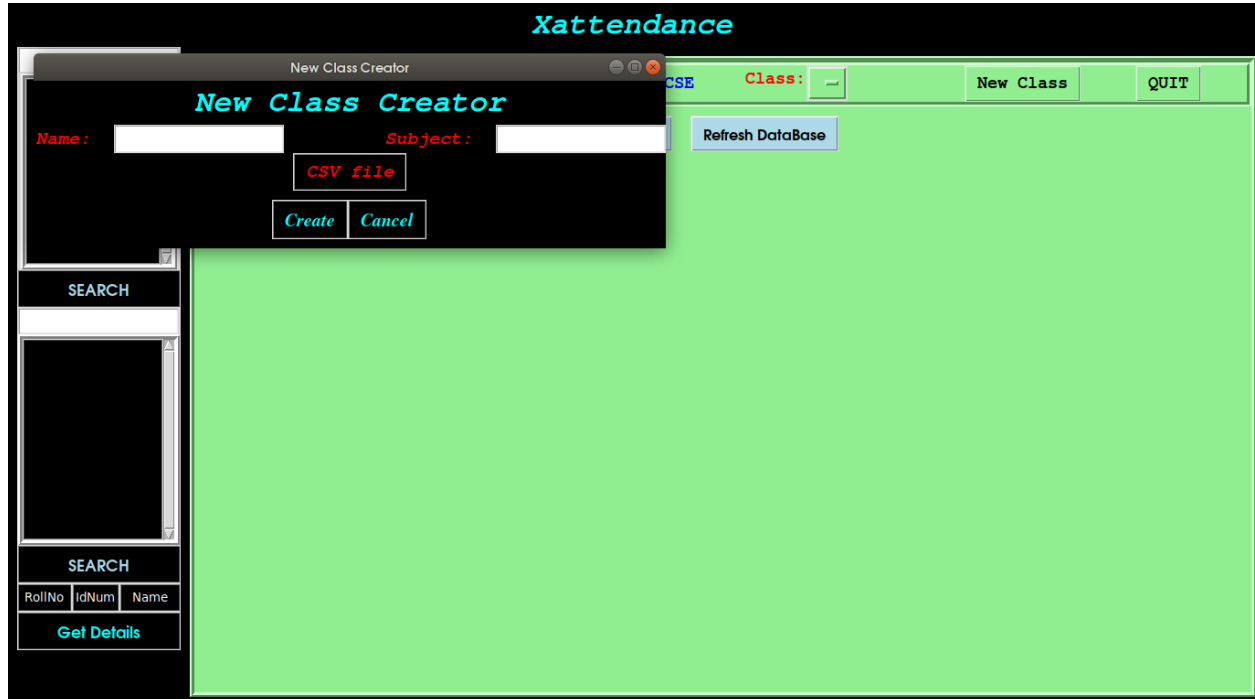 Xattendance
New Class Creator
CSE Class: New Class QUIT
New Class Creator
Name: Subject:
Refresh DataBase
CSV file
Create Cancel
SEARCH
SEARCH
RollNo IdNum Name
Get Details